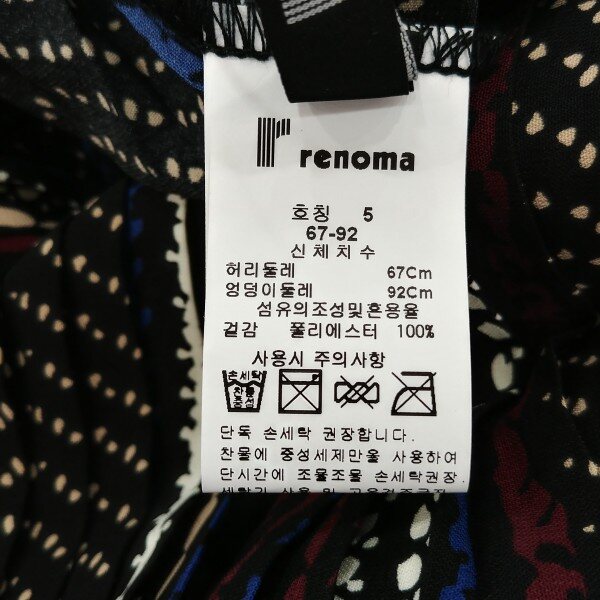 renoma
호칭 5
67-92
신체치수
허리둘레 67Cm
엉덩이둘레 92Cm
섬유의조성및혼용율
겉감 폴리에스터 100%
사용시 주의사항
손세탁
찬물
중성
단독 손세탁 권장합니다.
찬물에 중성세제만을 사용하여
단시간에 조물조물 손세탁권장.